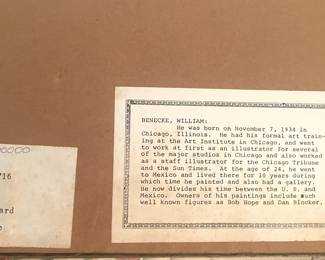 BENECKE, WILLIAM:
He was born on November 7, 1934 in
Chicago, Illinois. He had his formal art train-
ing at the Art Institute in Chicago, and went
to work at first as an illustrator for several
of the major studios in Chicago and also worked
as a staff illustrator for the Chicago Tribune
and the Sun Times. At the age of 24, he went
to Mexico and lived there for 10 years during
which time he painted and also had a gallery.
He now divides his time between the U. S. and
Mexico. Owners of his paintings include such
well known figures as Bob Hope and Dan Blocker.
716
ard
e